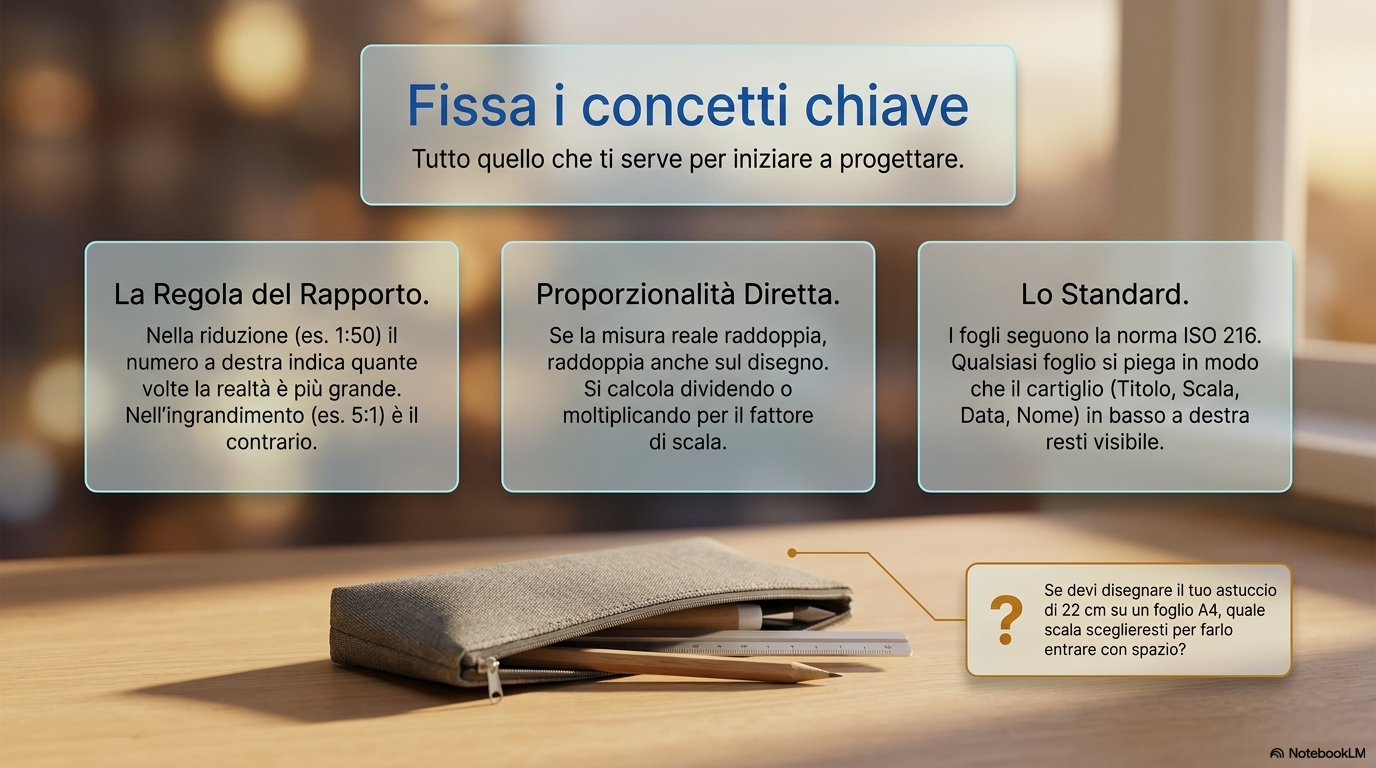 Fissa i concetti chiave
Tutto quello che ti serve per iniziare a progettare.
La Regola del Rapporto.
Nella riduzione (es. 1:50) il
numero a destra indica quante
volte la realtà è più grande.
Nell'ingrandimento (es. 5:1) è il
contrario.
Proporzionalità Diretta.
Se la misura reale raddoppia,
raddoppia anche sul disegno.
Si calcola dividendo o
moltiplicando per il fattore
di scala.
Lo Standard.
I fogli seguono la norma ISO 216.
Qualsiasi foglio si piega in modo
che il cartiglio (Titolo, Scala,
Data, Nome) in basso a destra
resti visibile.
?
Se devi disegnare il tuo astuccio
di 22 cm su un foglio A4, quale
scala sceglieresti per farlo
entrare con spazio?
NotebookLM